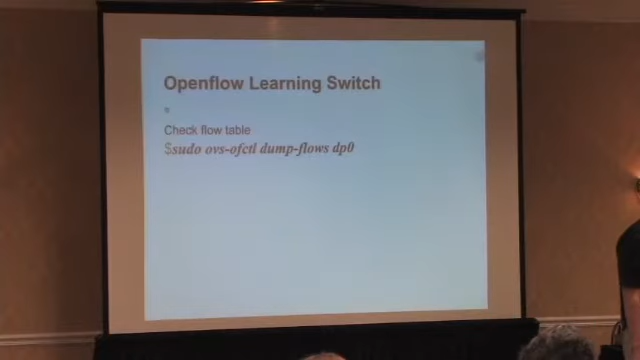 Openflow Learning Switch
Check flow table
$sudo ovs-ofctl dump-flows dp0